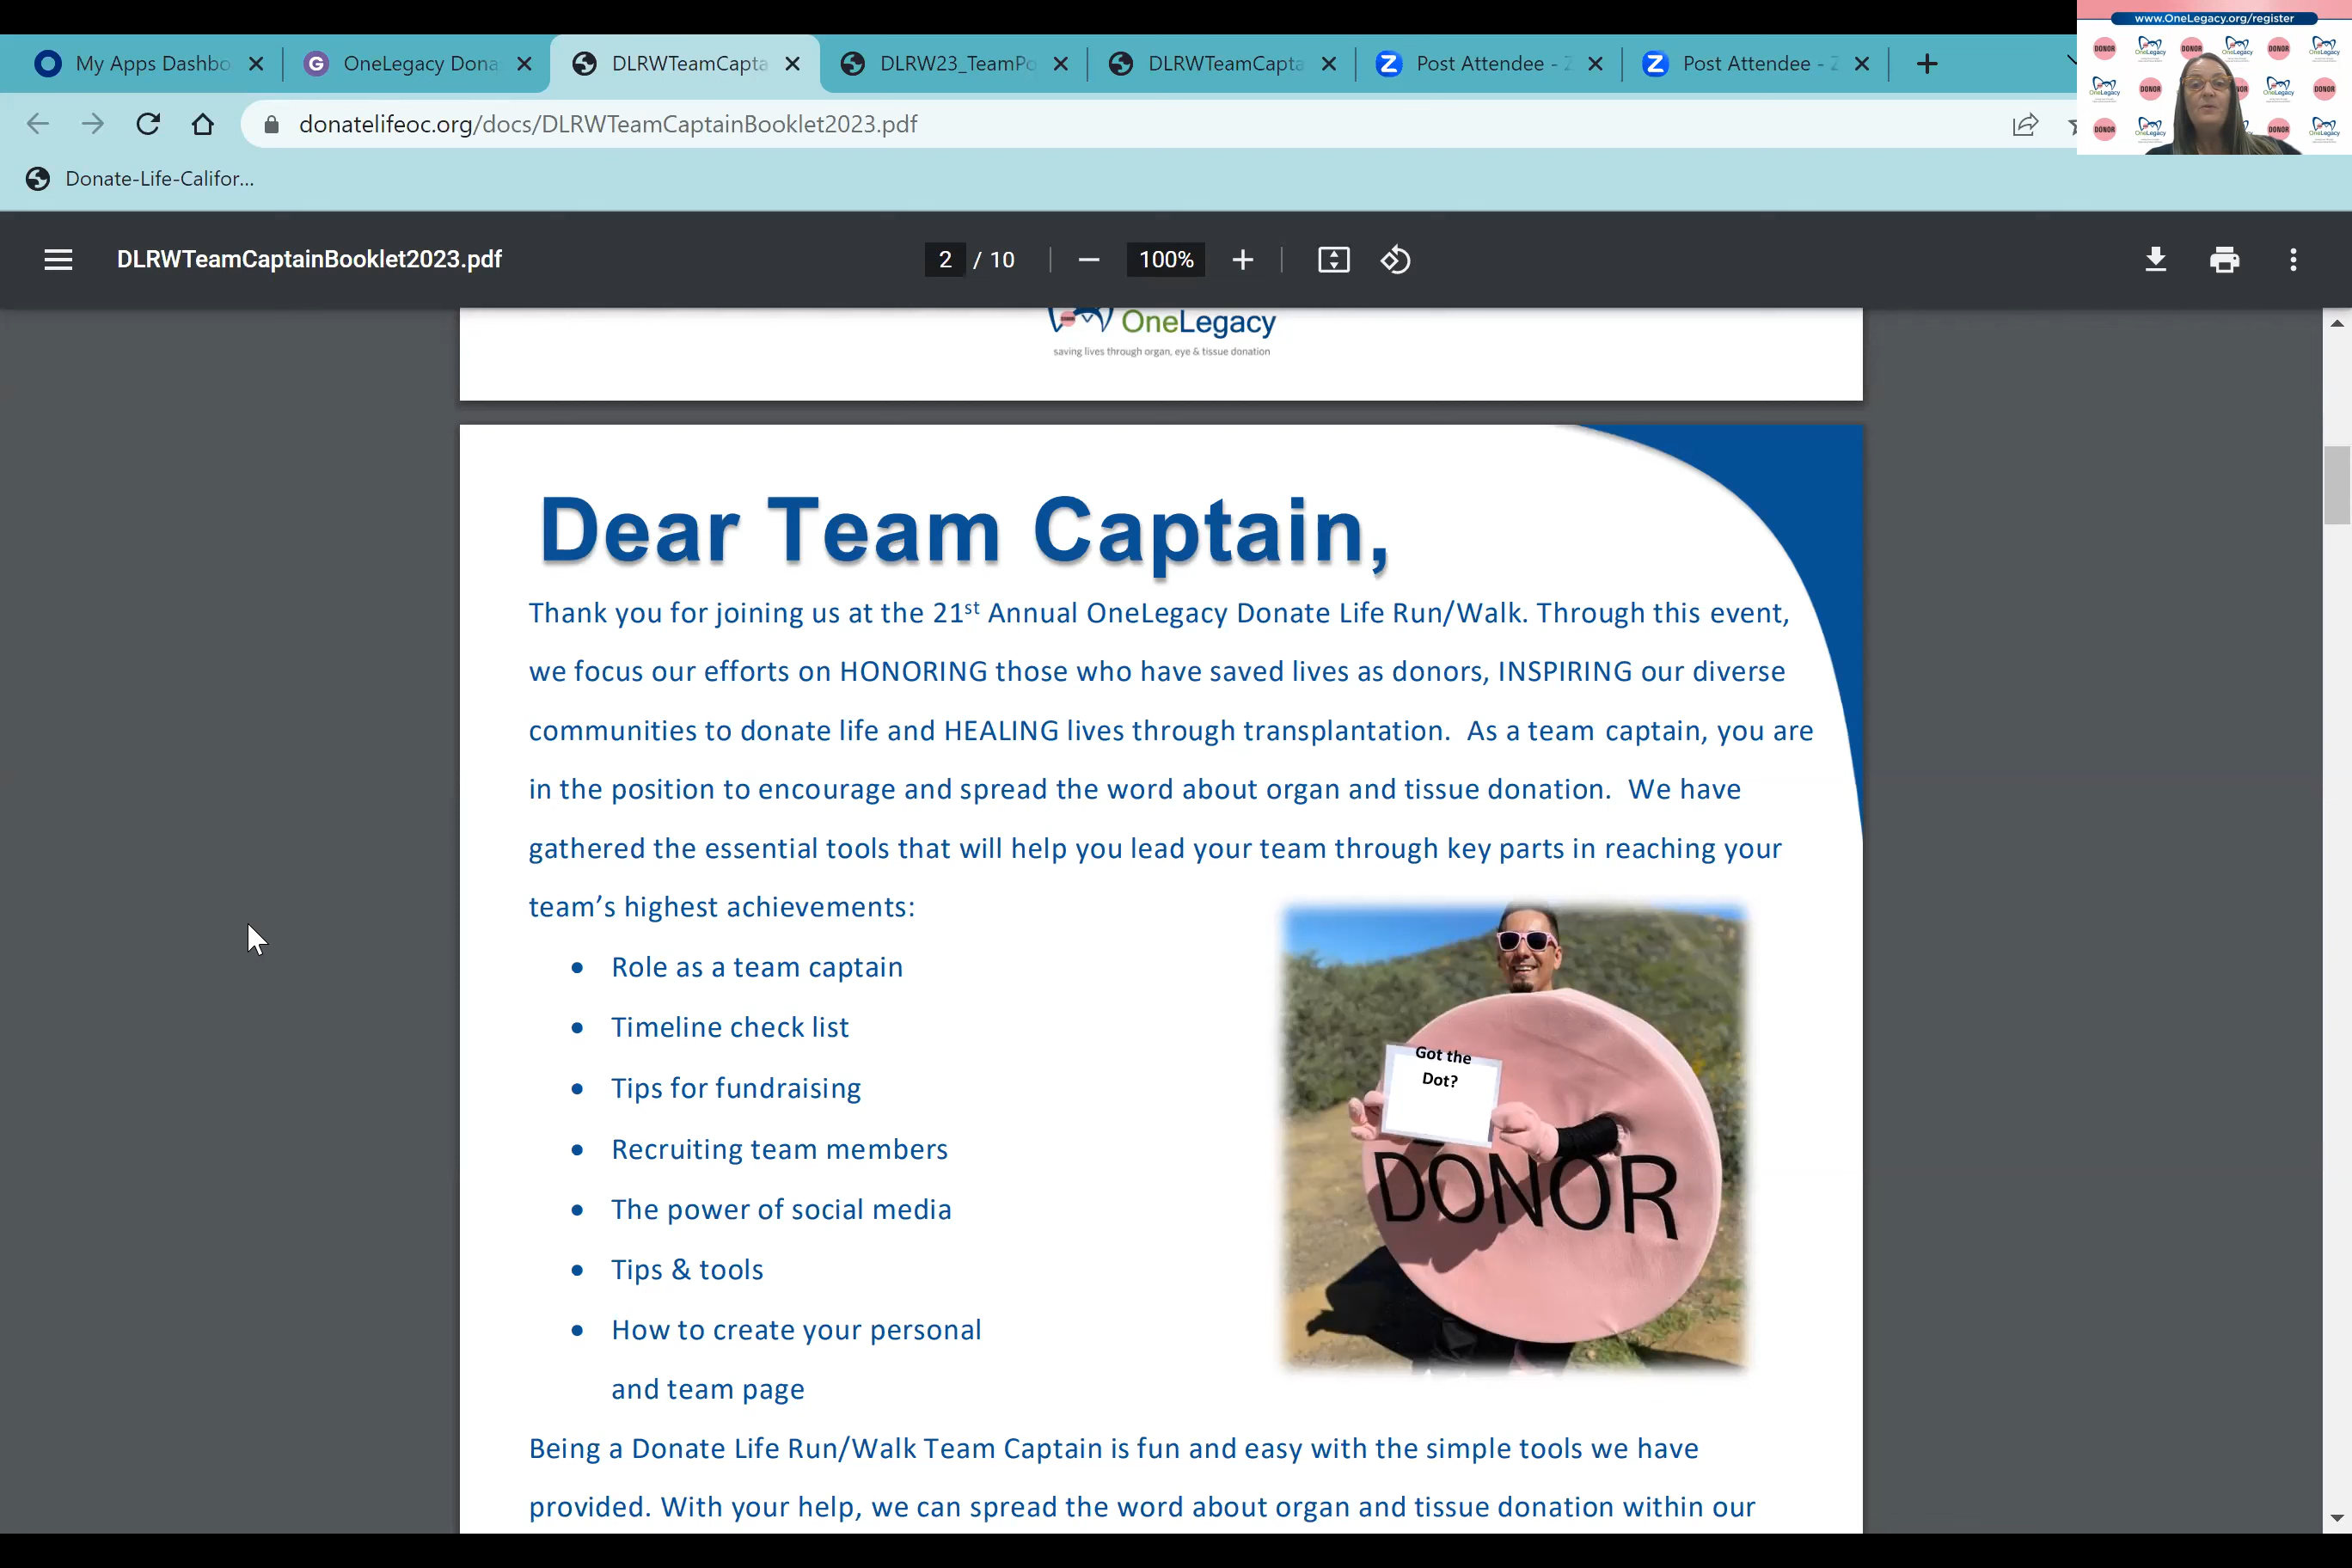 www.OneLegacy.org/register
My Apps Dashbo
OneLegacy Dona
DLRWTeamCapta
DLRW23_TeamPo
DLRWTeamCapta
Post Attendee - Z
Post Attendee - Z
donatelifeoc.org/docs/DLRWTeamCaptainBooklet2023.pdf
Donate-Life-Califor...
DLRWTeamCaptainBooklet2023.pdf
2 / 10
100%
OneLegacy
saving lives through organ, eye & tissue donation
Dear Team Captain,
Thank you for joining us at the 21st Annual OneLegacy Donate Life Run/Walk. Through this event,
we focus our efforts on HONORING those who have saved lives as donors, INSPIRING our diverse
communities to donate life and HEALING lives through transplantation. As a team captain, you are
in the position to encourage and spread the word about organ and tissue donation. We have
gathered the essential tools that will help you lead your team through key parts in reaching your
team’s highest achievements:
• Role as a team captain
• Timeline check list
• Tips for fundraising
• Recruiting team members
• The power of social media
• Tips & tools
• How to create your personal
and team page
Got the
Dot?
DONOR
Being a Donate Life Run/Walk Team Captain is fun and easy with the simple tools we have
provided. With your help, we can spread the word about organ and tissue donation within our